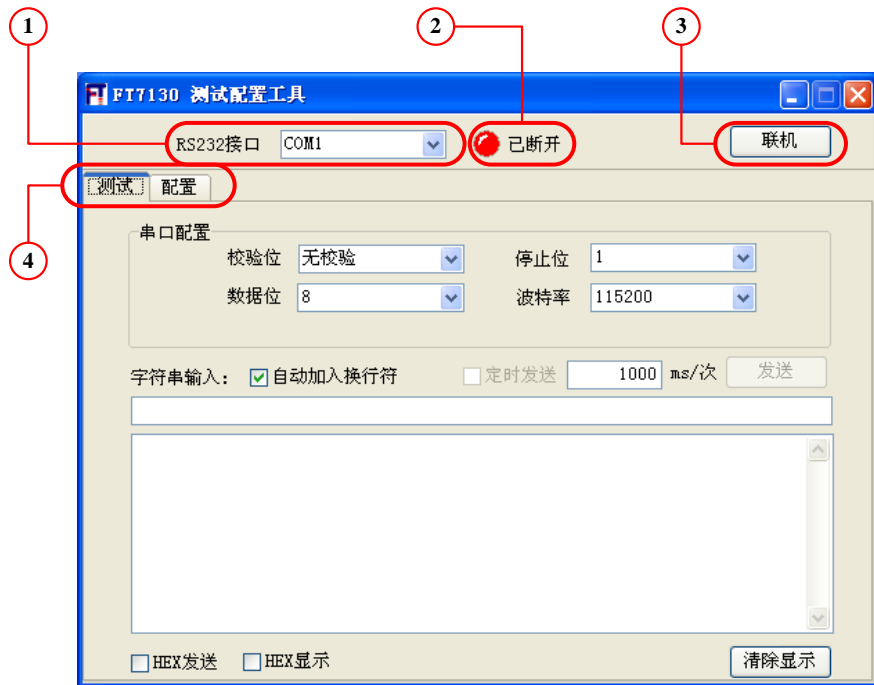 1
2
3
FT7130 测试配置工具
RS232接口 COM1 已断开 联机
测试 配置
4
串口配置
校验位 无校验 停止位 1
数据位 8 波特率 115200
字符串输入： 自动加入换行符 定时发送 1000 ms/次 发送
HEX发送 HEX显示 清除显示